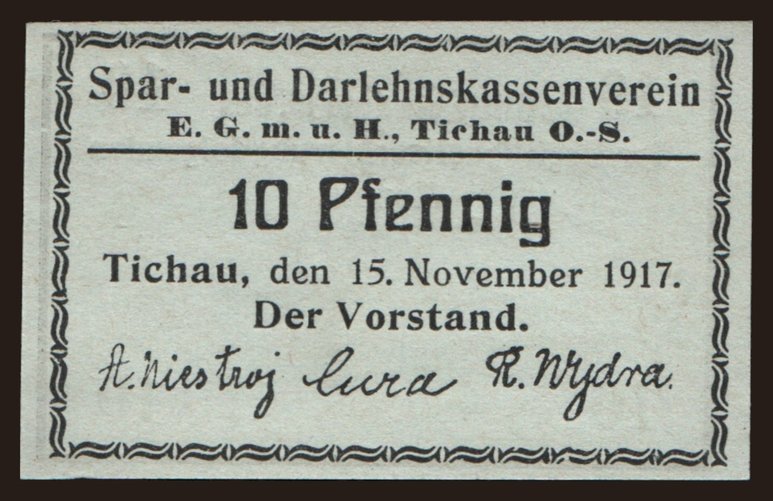 Spar- und Darlehnskassenverein
E. G. m. u. H., Tichau O.-S.
10 Pfennig
Tichau, den 15. November 1917.
Der Vorstand.
A. Niestroj Cura R. Wydra.